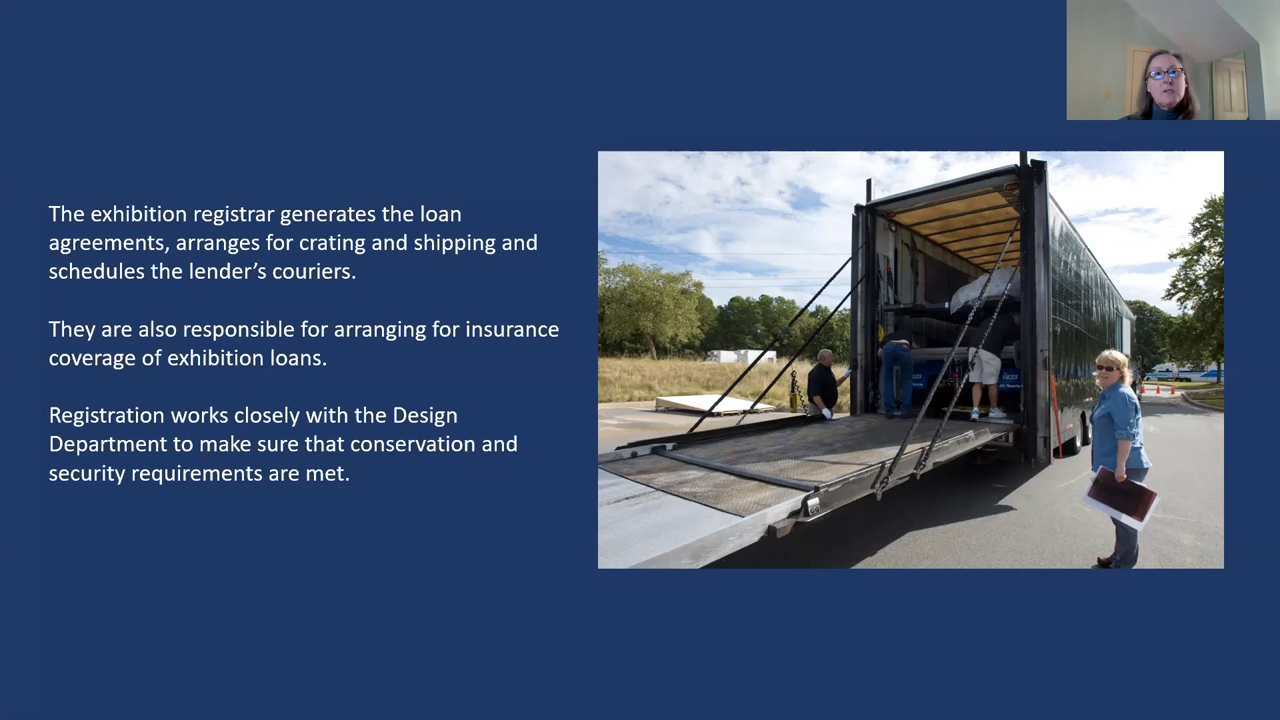 The exhibition registrar generates the loan
agreements, arranges for crating and shipping and
schedules the lender’s couriers.
They are also responsible for arranging for insurance
coverage of exhibition loans.
Registration works closely with the Design
Department to make sure that conservation and
security requirements are met.